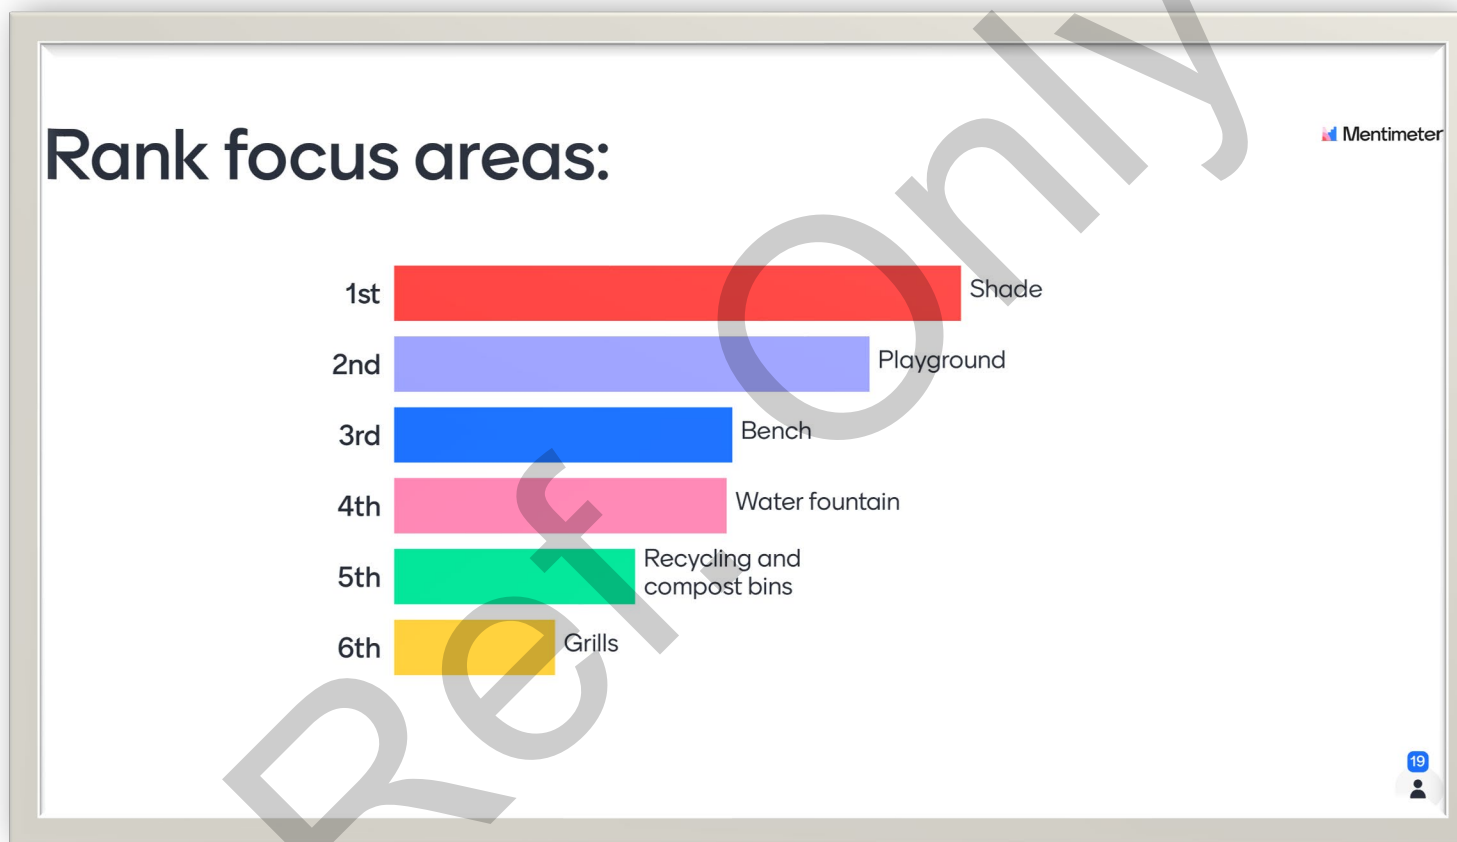 Rank focus areas:
Mentimeter
1st
Shade
2nd
Playground
3rd
Bench
4th
Water fountain
5th
Recycling and
compost bins
6th
Grills
19
Ref. Only